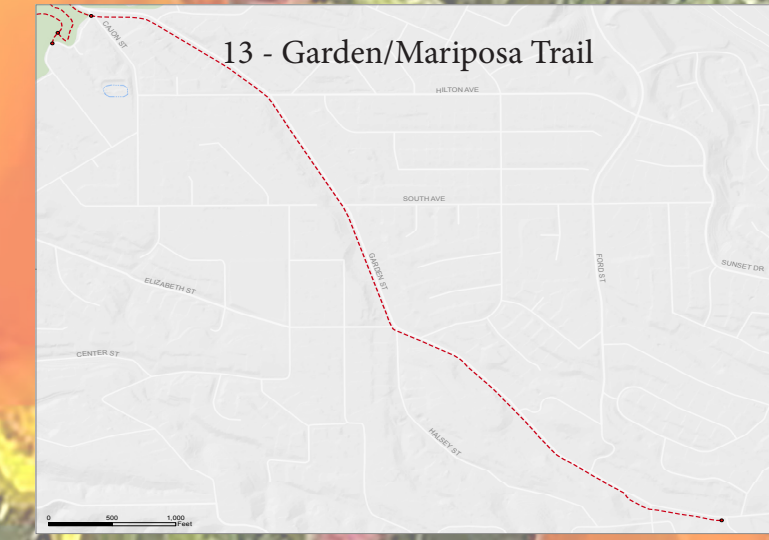 CAJON ST
13 - Garden/Mariposa Trail
HILTON AVE
SOUTH AVE
GARDEN ST
FORD ST
SUNSET DR
ELIZABETH ST
CENTER ST
HALSEY ST
0 500 1,000
Feet